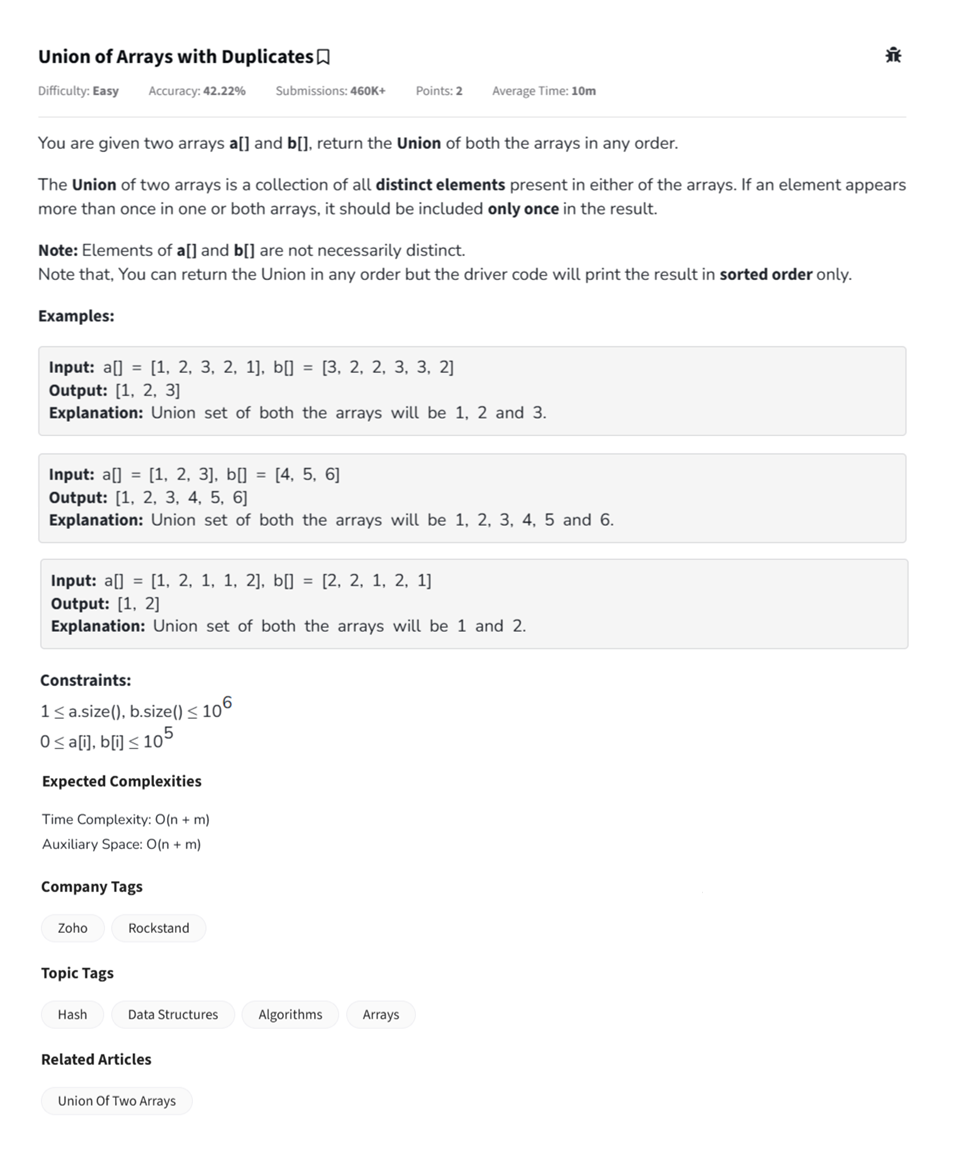 Union of Arrays with Duplicates
Difficulty: Easy Accuracy: 42.22% Submissions: 460K+ Points: 2 Average Time: 10m
You are given two arrays a[] and b[], return the Union of both the arrays in any order.
The Union of two arrays is a collection of all distinct elements present in either of the arrays. If an element appears
more than once in one or both arrays, it should be included only once in the result.
Note: Elements of a[] and b[] are not necessarily distinct.
Note that, You can return the Union in any order but the driver code will print the result in sorted order only.
Examples:
Input: a[] = [1, 2, 3, 2, 1], b[] = [3, 2, 2, 3, 3, 2]
Output: [1, 2, 3]
Explanation: Union set of both the arrays will be 1, 2 and 3.
Input: a[] = [1, 2, 3], b[] = [4, 5, 6]
Output: [1, 2, 3, 4, 5, 6]
Explanation: Union set of both the arrays will be 1, 2, 3, 4, 5 and 6.
Input: a[] = [1, 2, 1, 1, 2], b[] = [2, 2, 1, 2, 1]
Output: [1, 2]
Explanation: Union set of both the arrays will be 1 and 2.
Constraints:
1 ≤ a.size(), b.size() ≤ 10⁶
0 ≤ a[i], b[i] ≤ 10⁵
Expected Complexities
Time Complexity: O(n + m)
Auxiliary Space: O(n + m)
Company Tags
Zoho Rockstand
Topic Tags
Hash Data Structures Algorithms Arrays
Related Articles
Union Of Two Arrays